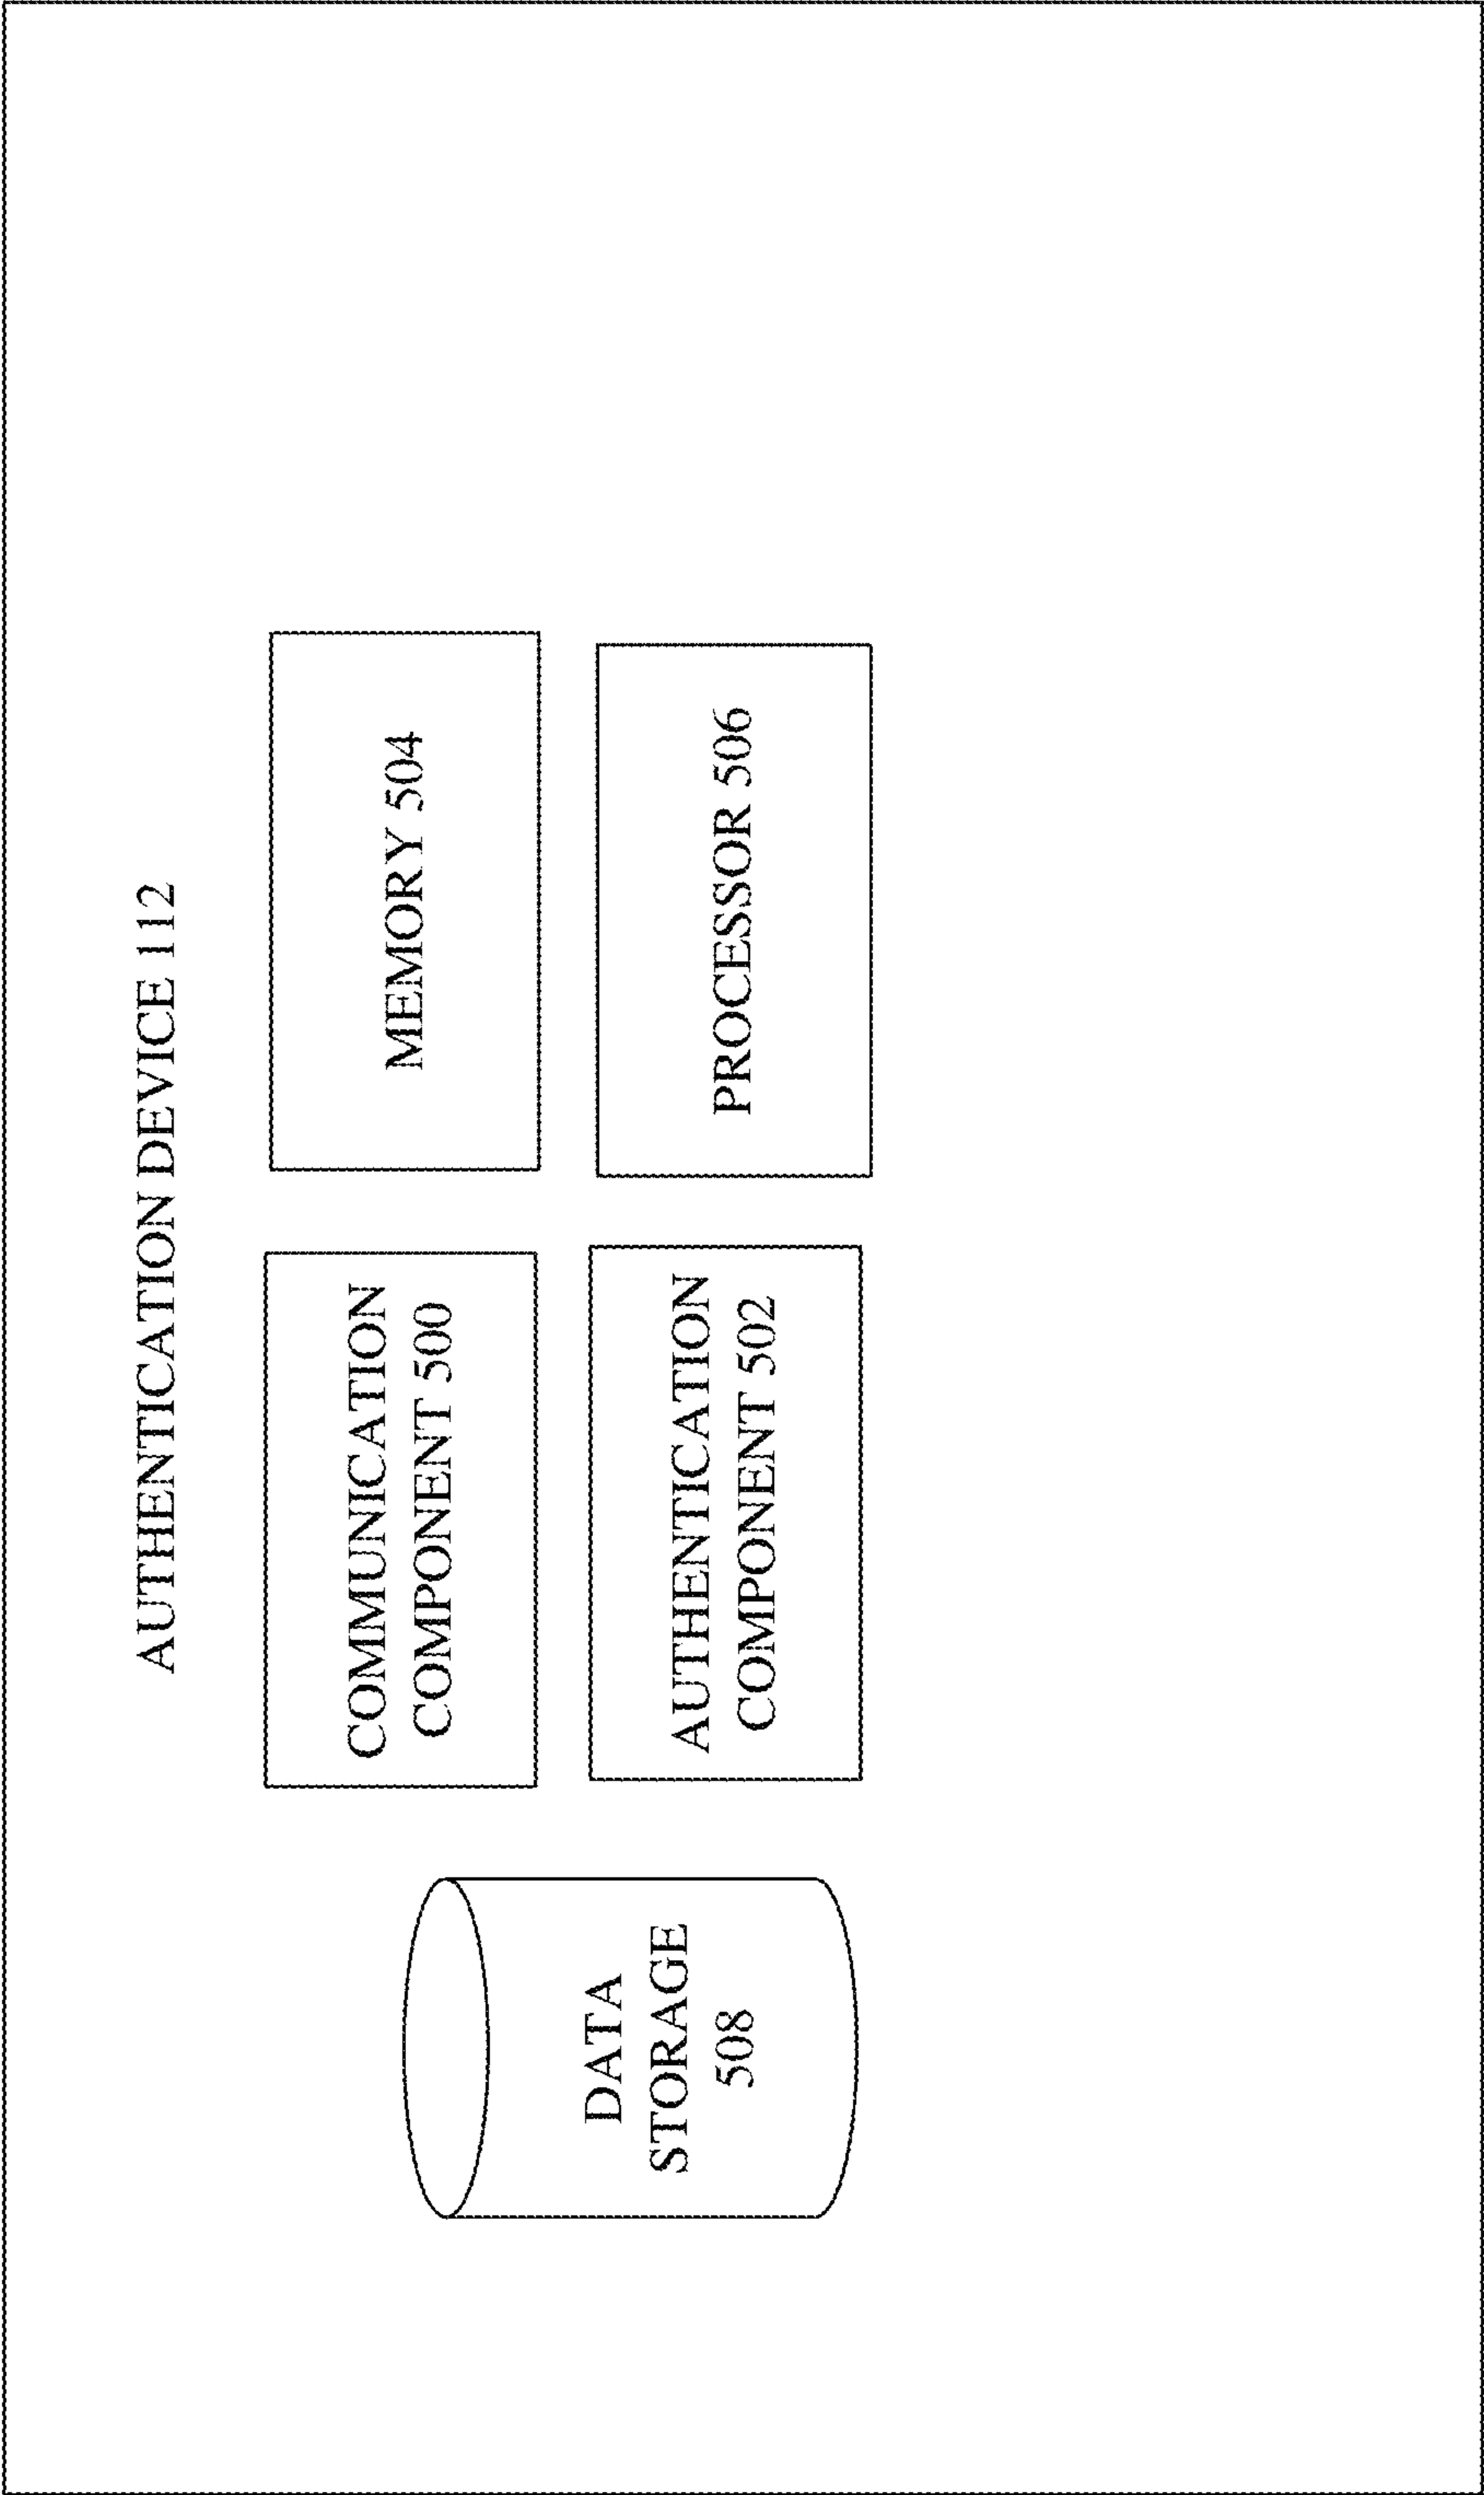 AUTHENTICATION DEVICE 112
DATA
STORAGE
508
COMMUNICATION
COMPONENT 500
MEMORY 504
AUTHENTICATION
COMPONENT 502
PROCESSOR 506